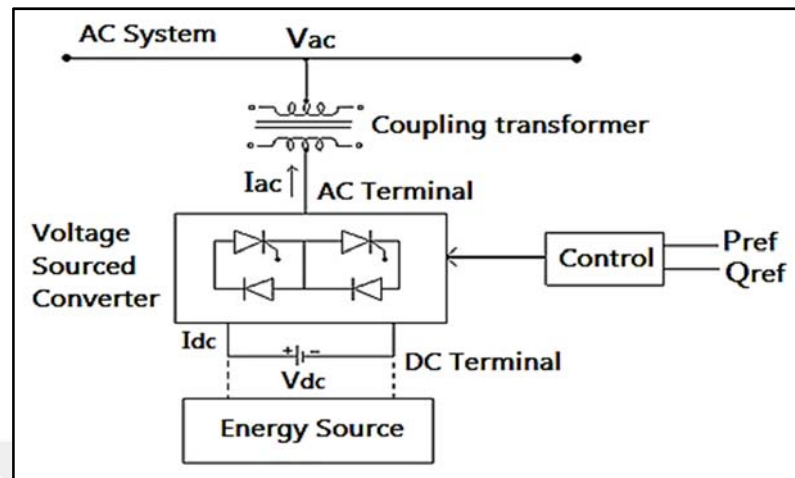 AC System
Vac
Coupling transformer
Iac
AC Terminal
Voltage
Sourced
Converter
Control
Pref
Qref
Idc
+ -
Vdc
DC Terminal
Energy Source